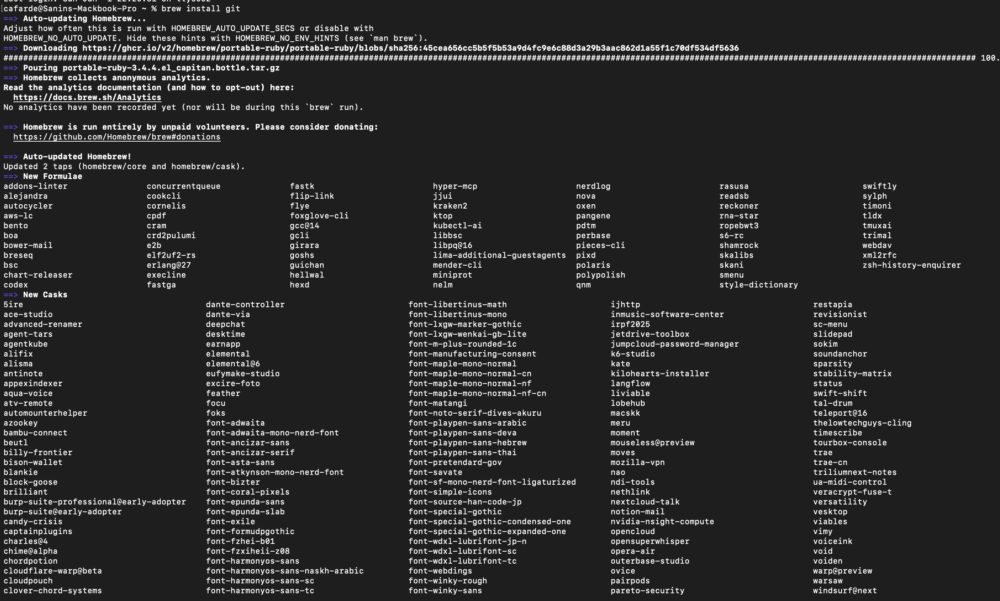 cafarde@Sanins-Mackbook-Pro ~ % brew install git
==> Auto-updating Homebrew...
Adjust how often this is run with HOMEBREW_AUTO_UPDATE_SECS or disable with
HOMEBREW_NO_AUTO_UPDATE. Hide these hints with HOMEBREW_NO_ENV_HINTS (see `man brew`).
==> Downloading https://ghcr.io/v2/homebrew/portable-ruby/portable-ruby/blobs/sha256:45cea656cc5b5f5b53a9d4fc9e6c88d3a29b3aac862d1a55f1c70df534df5636
##################################################################################################################################################################################################### 100.
==> Pouring portable-ruby-3.4.4.el_capitan.bottle.tar.gz
==> Homebrew collects anonymous analytics.
Read the analytics documentation (and how to opt-out) here:
https://docs.brew.sh/Analytics
No analytics have been recorded yet (nor will be during this `brew` run).
==> Homebrew is run entirely by unpaid volunteers. Please consider donating:
https://github.com/Homebrew/brew#donations
==> Auto-updated Homebrew!
Updated 2 taps (homebrew/core and homebrew/cask).
==> New Formulae
addons-linter concurrentqueue fastk hyper-mcp nerdlog rasusa swiftly
alejandra cookcli flip-link jjui nova readsb sylph
autocycler cornelis flye kraken2 oxen reckoner timoni
aws-lc cpdf foxglove-cli ktop pangene rna-star tldx
bento cram gcc@14 kubectl-ai pdtm ropebwt3 tmuxai
boa crd2pulumi gcli libbsc perbase s6-rc trimal
bower-mail e2b girara libpq@16 pieces-cli shamrock webdav
breseq elf2uf2-rs goshs lima-additional-guestagents pixd skalibs xml2rfc
bsc erlang@27 guichan mender-cli polaris skani zsh-history-enquirer
chart-releaser execline hellwal miniprot polypolish smenu
codex fastga hexd nelm qnm style-dictionary
==> New Casks
5ire dante-controller font-libertinus-math ijhttp restapia
ace-studio dante-via font-libertinus-mono inmusic-software-center revisionist
advanced-renamer deepchat font-lxgw-marker-gothic irpf2025 sc-menu
agent-tars desktime font-lxgw-wenkai-gb-lite jetdrive-toolbox slidepad
agentkube earnapp font-m-plus-rounded-1c jumpcloud-password-manager sokim
alifix elemental font-manufacturing-consent k6-studio soundanchor
alisma elemental@6 font-maple-mono-normal kate sparsity
antinote eufymake-studio font-maple-mono-normal-cn kilohearts-installer stability-matrix
appexindexer excire-foto font-maple-mono-normal-nf langflow status
aqua-voice feather font-maple-mono-normal-nf-cn liviable swift-shift
atv-remote focu font-matangi lobehub tal-drum
automounterhelper foks font-noto-serif-dives-akuru macskk teleport@16
azookey font-adwaita font-playpen-sans-arabic meru thelowtechguys-cling
bambu-connect font-adwaita-mono-nerd-font font-playpen-sans-deva moment timescribe
beutl font-ancizar-sans font-playpen-sans-hebrew mouseless@preview tourbox-console
billy-frontier font-ancizar-serif font-playpen-sans-thai moves trae
bison-wallet font-asta-sans font-pretendard-gov mozilla-vpn trae-cn
blankie font-atkynson-mono-nerd-font font-savate nao triliumnext-notes
block-goose font-bizter font-sf-mono-nerd-font-ligaturized ndi-tools ua-midi-control
brilliant font-coral-pixels font-simple-icons nethlink veracrypt-fuse-t
burp-suite-professional@early-adopter font-epunda-sans font-source-han-code-jp nextcloud-talk versatility
burp-suite@early-adopter font-epunda-slab font-special-gothic notion-mail vesktop
candy-crisis font-exile font-special-gothic-condensed-one nvidia-nsight-compute viables
captainplugins font-formudpgothic font-special-gothic-expanded-one opencloud vimy
charles@4 font-fzhei-b01 font-wdxl-lubrifont-jp-n opensuperwhisper voiceink
chime@alpha font-fzxiheii-z08 font-wdxl-lubrifont-sc opera-air void
chordpotion font-harmonyos-sans font-wdxl-lubrifont-tc outerbase-studio voiden
cloudflare-warp@beta font-harmonyos-sans-naskh-arabic font-webdings ovice warp@preview
cloudpouch font-harmonyos-sans-sc font-winky-rough pairpods warsaw
clover-chord-systems font-harmonyos-sans-tc font-winky-sans pareto-security windsurf@next